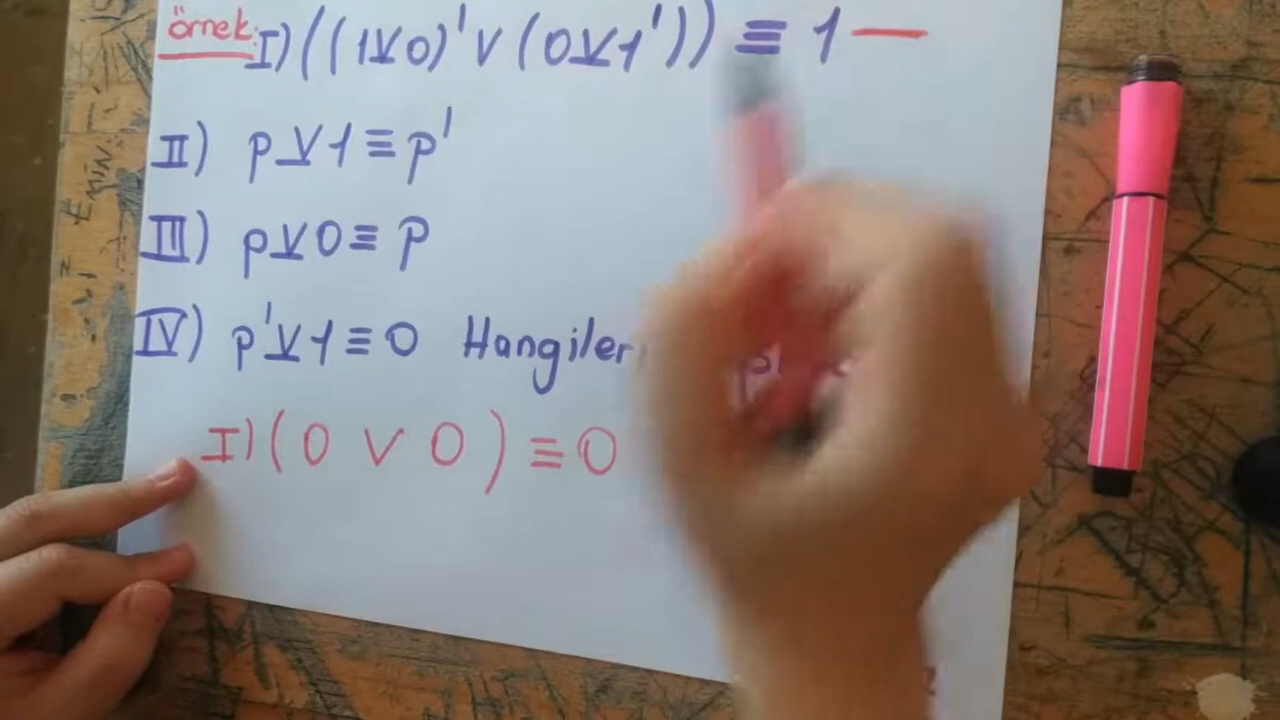 örnek: I) ((1⊻0)' ∨ (0⊻1')) ≡ 1 —
II) p⊻1≡p'
III) p⊻0≡p
IV) p'⊻1≡0 Hangiler
I) (0 ∨ 0) ≡0